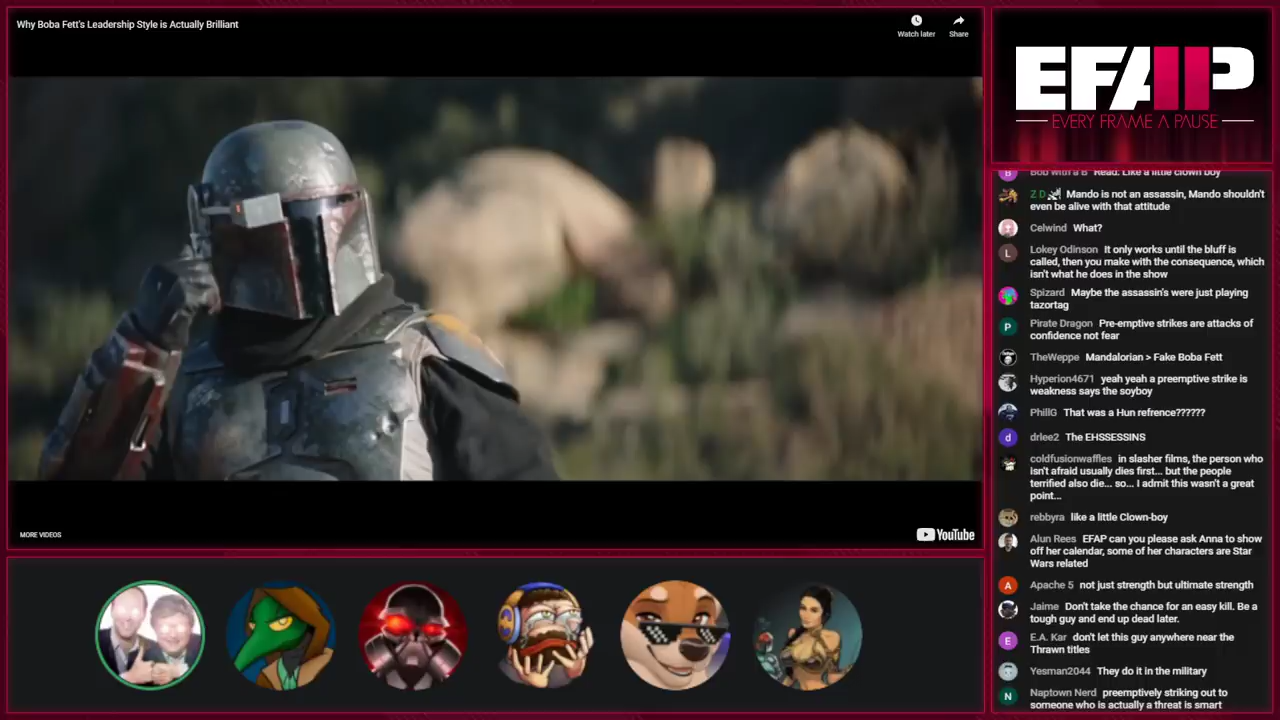 Why Boba Fett's Leadership Style is Actually Brilliant
Watch later
Share
MORE VIDEOS
YouTube
EFAP
EVERY FRAME A PAUSE
Bob with a B Read. Like a little clown boy
Z D Mando is not an assassin, Mando shouldn't
even be alive with that attitude
Celwind What?
Lokey Odinson It only works until the bluff is
called, then you make with the consequence, which
isn't what he does in the show
Spizard Maybe the assassin's were just playing
tazortag
Pirate Dragon Pre-emptive strikes are attacks of
confidence not fear
TheWeppe Mandalorian > Fake Boba Fett
Hyperion4671 yeah yeah a preemptive strike is
weakness says the soyboy
PhillG That was a Hun refrence??????
drlee2 The EHSSESSINS
coldfusionwaffles in slasher films, the person who
isn't afraid usually dies first... but the people
terrified also die... so... I admit this wasn't a great
point...
rebbyra like a little Clown-boy
Alun Rees EFAP can you please ask Anna to show
off her calendar, some of her characters are Star
Wars related
Apache 5 not just strength but ultimate strength
Jaime Don't take the chance for an easy kill. Be a
tough guy and end up dead later.
E.A. Kar don't let this guy anywhere near the
Thrawn titles
Yesman2044 They do it in the military
Naptown Nerd preemptively striking out to
someone who is actually a threat is smart